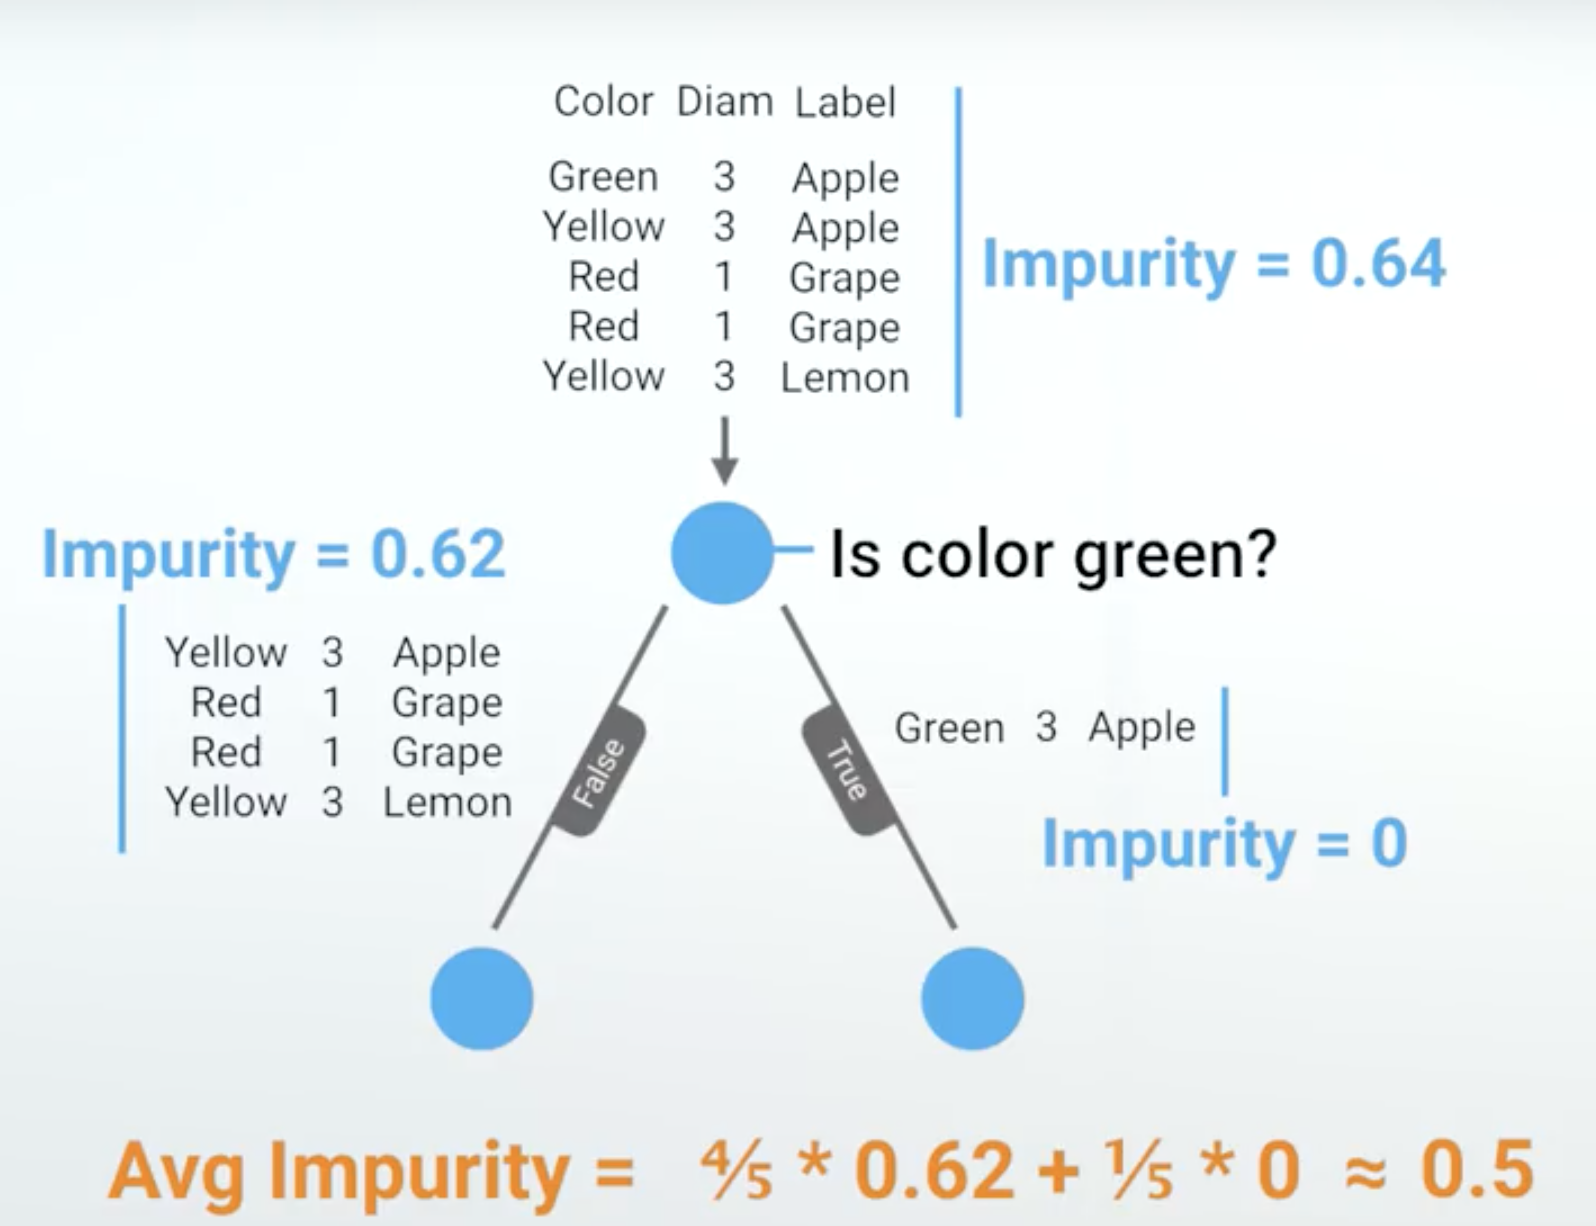 Color Diam Label
Green 3 Apple
Yellow 3 Apple
Red 1 Grape
Red 1 Grape
Yellow 3 Lemon
Impurity = 0.64
Is color green?
Impurity = 0.62
Yellow 3 Apple
Red 1 Grape
Red 1 Grape
Yellow 3 Lemon
False
True
Green 3 Apple
Impurity = 0
Avg Impurity = ⅘ * 0.62 + ⅕ * 0 ≈ 0.5